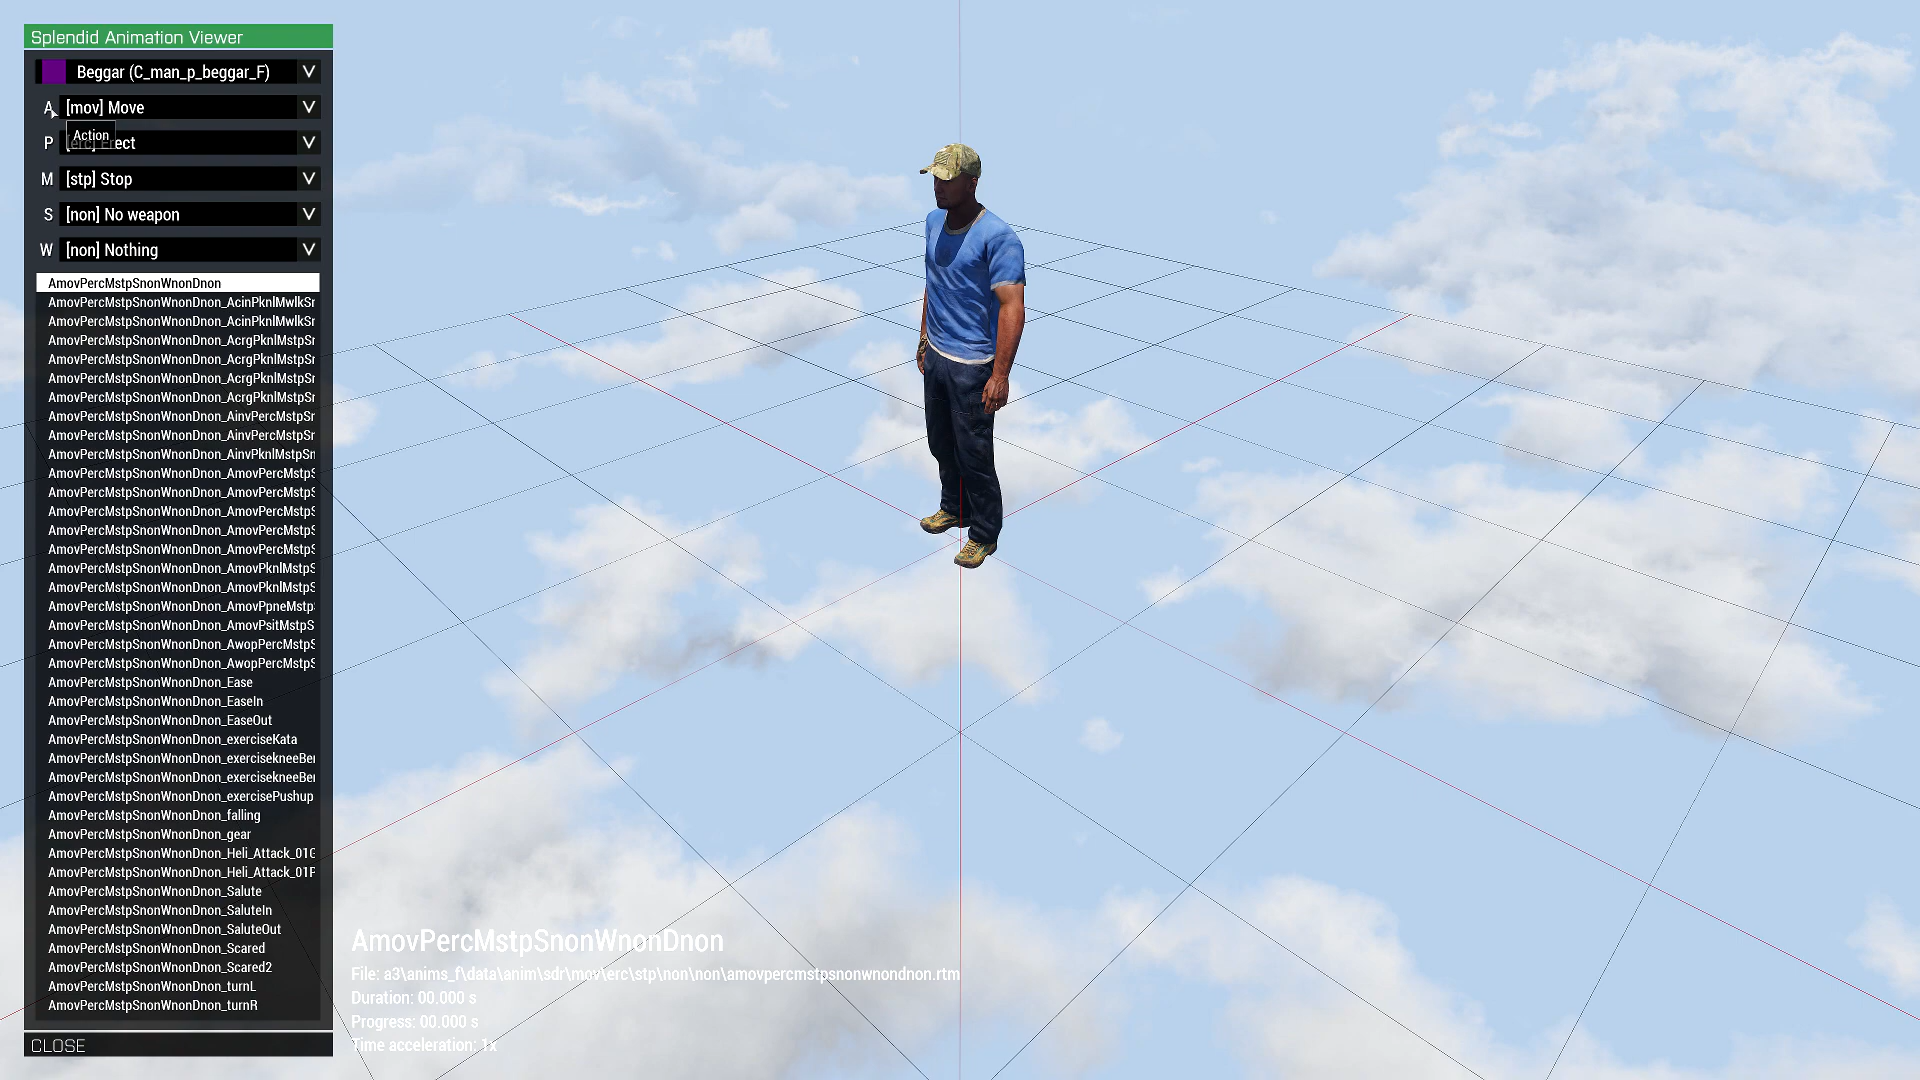 Splendid Animation Viewer
Beggar (C_man_p_beggar_F)
A [mov] Move
Action
P [erc] Erect
M [stp] Stop
S [non] No weapon
W [non] Nothing
AmovPercMstpSnonWnonDnon
AmovPercMstpSnonWnonDnon_AcinPknlMwlkSr
AmovPercMstpSnonWnonDnon_AcinPknlMwlkSr
AmovPercMstpSnonWnonDnon_AcrgPknlMstpSr
AmovPercMstpSnonWnonDnon_AcrgPknlMstpSr
AmovPercMstpSnonWnonDnon_AcrgPknlMstpSr
AmovPercMstpSnonWnonDnon_AcrgPknlMstpSr
AmovPercMstpSnonWnonDnon_AinvPercMstpSr
AmovPercMstpSnonWnonDnon_AinvPercMstpSr
AmovPercMstpSnonWnonDnon_AinvPknlMstpSn
AmovPercMstpSnonWnonDnon_AmovPercMstpS
AmovPercMstpSnonWnonDnon_AmovPercMstpS
AmovPercMstpSnonWnonDnon_AmovPercMstpS
AmovPercMstpSnonWnonDnon_AmovPercMstpS
AmovPercMstpSnonWnonDnon_AmovPercMstpS
AmovPercMstpSnonWnonDnon_AmovPknlMstpS
AmovPercMstpSnonWnonDnon_AmovPknlMstpS
AmovPercMstpSnonWnonDnon_AmovPpneMstp
AmovPercMstpSnonWnonDnon_AmovPsitMstpS
AmovPercMstpSnonWnonDnon_AwopPercMstpS
AmovPercMstpSnonWnonDnon_AwopPercMstpS
AmovPercMstpSnonWnonDnon_Ease
AmovPercMstpSnonWnonDnon_EaseIn
AmovPercMstpSnonWnonDnon_EaseOut
AmovPercMstpSnonWnonDnon_exerciseKata
AmovPercMstpSnonWnonDnon_exercisekneeBe
AmovPercMstpSnonWnonDnon_exercisekneeBe
AmovPercMstpSnonWnonDnon_exercisePushup
AmovPercMstpSnonWnonDnon_falling
AmovPercMstpSnonWnonDnon_gear
AmovPercMstpSnonWnonDnon_Heli_Attack_01
AmovPercMstpSnonWnonDnon_Heli_Attack_01
AmovPercMstpSnonWnonDnon_Salute
AmovPercMstpSnonWnonDnon_SaluteIn
AmovPercMstpSnonWnonDnon_SaluteOut
AmovPercMstpSnonWnonDnon_Scared
AmovPercMstpSnonWnonDnon_Scared2
AmovPercMstpSnonWnonDnon_turnL
AmovPercMstpSnonWnonDnon_turnR
CLOSE
AmovPercMstpSnonWnonDnon
File: a3\anims_f\data\anim\sdr\mov\erc\stp\non\non\amovpercmstpsnonwnondnon.rtm
Duration: 00.000 s
Progress: 00.000 s
Time acceleration: 1x